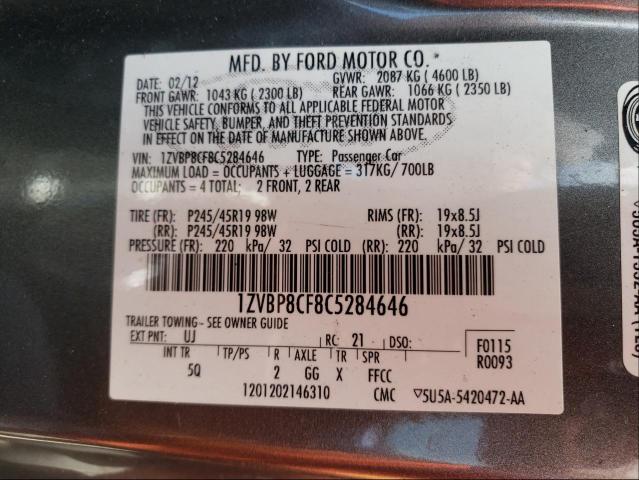 MFD. BY FORD MOTOR CO.
DATE: 02/12 GVWR: 2087 KG ( 4600 LB)
FRONT GAWR: 1043 KG ( 2300 LB) REAR GAWR: 1066 KG ( 2350 LB)
THIS VEHICLE CONFORMS TO ALL APPLICABLE FEDERAL MOTOR
VEHICLE SAFETY, BUMPER, AND THEFT PREVENTION STANDARDS
IN EFFECT ON THE DATE OF MANUFACTURE SHOWN ABOVE.
VIN: 1ZVBP8CF8C5284646 TYPE: Passenger Car
MAXIMUM LOAD = OCCUPANTS + LUGGAGE = 317KG/ 700LB
OCCUPANTS = 4 TOTAL: 2 FRONT, 2 REAR
TIRE (FR): P245/45R19 98W RIMS (FR): 19x8.5J
(RR): P245/45R19 98W (RR): 19x8.5J
PRESSURE (FR): 220 kPa/ 32 PSI COLD (RR): 220 kPa/ 32 PSI COLD
1ZVBP8CF8C5284646
TRAILER TOWING- SEE OWNER GUIDE
EXT PNT: UJ RC: 21 DSO: F0115
INT TR TP/PS R AXLE TR SPR R0093
5Q 2 GG X FFCC
1201202146310 CMC ▽5U5A-5420472-AA